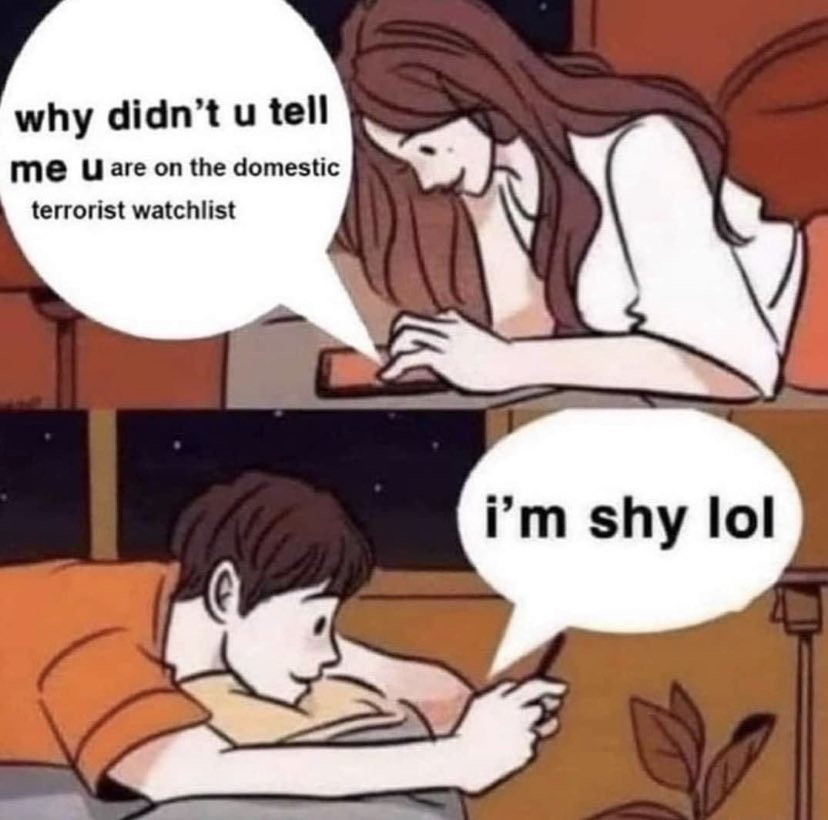 why didn't u tell
me u are on the domestic
terrorist watchlist
i'm shy lol